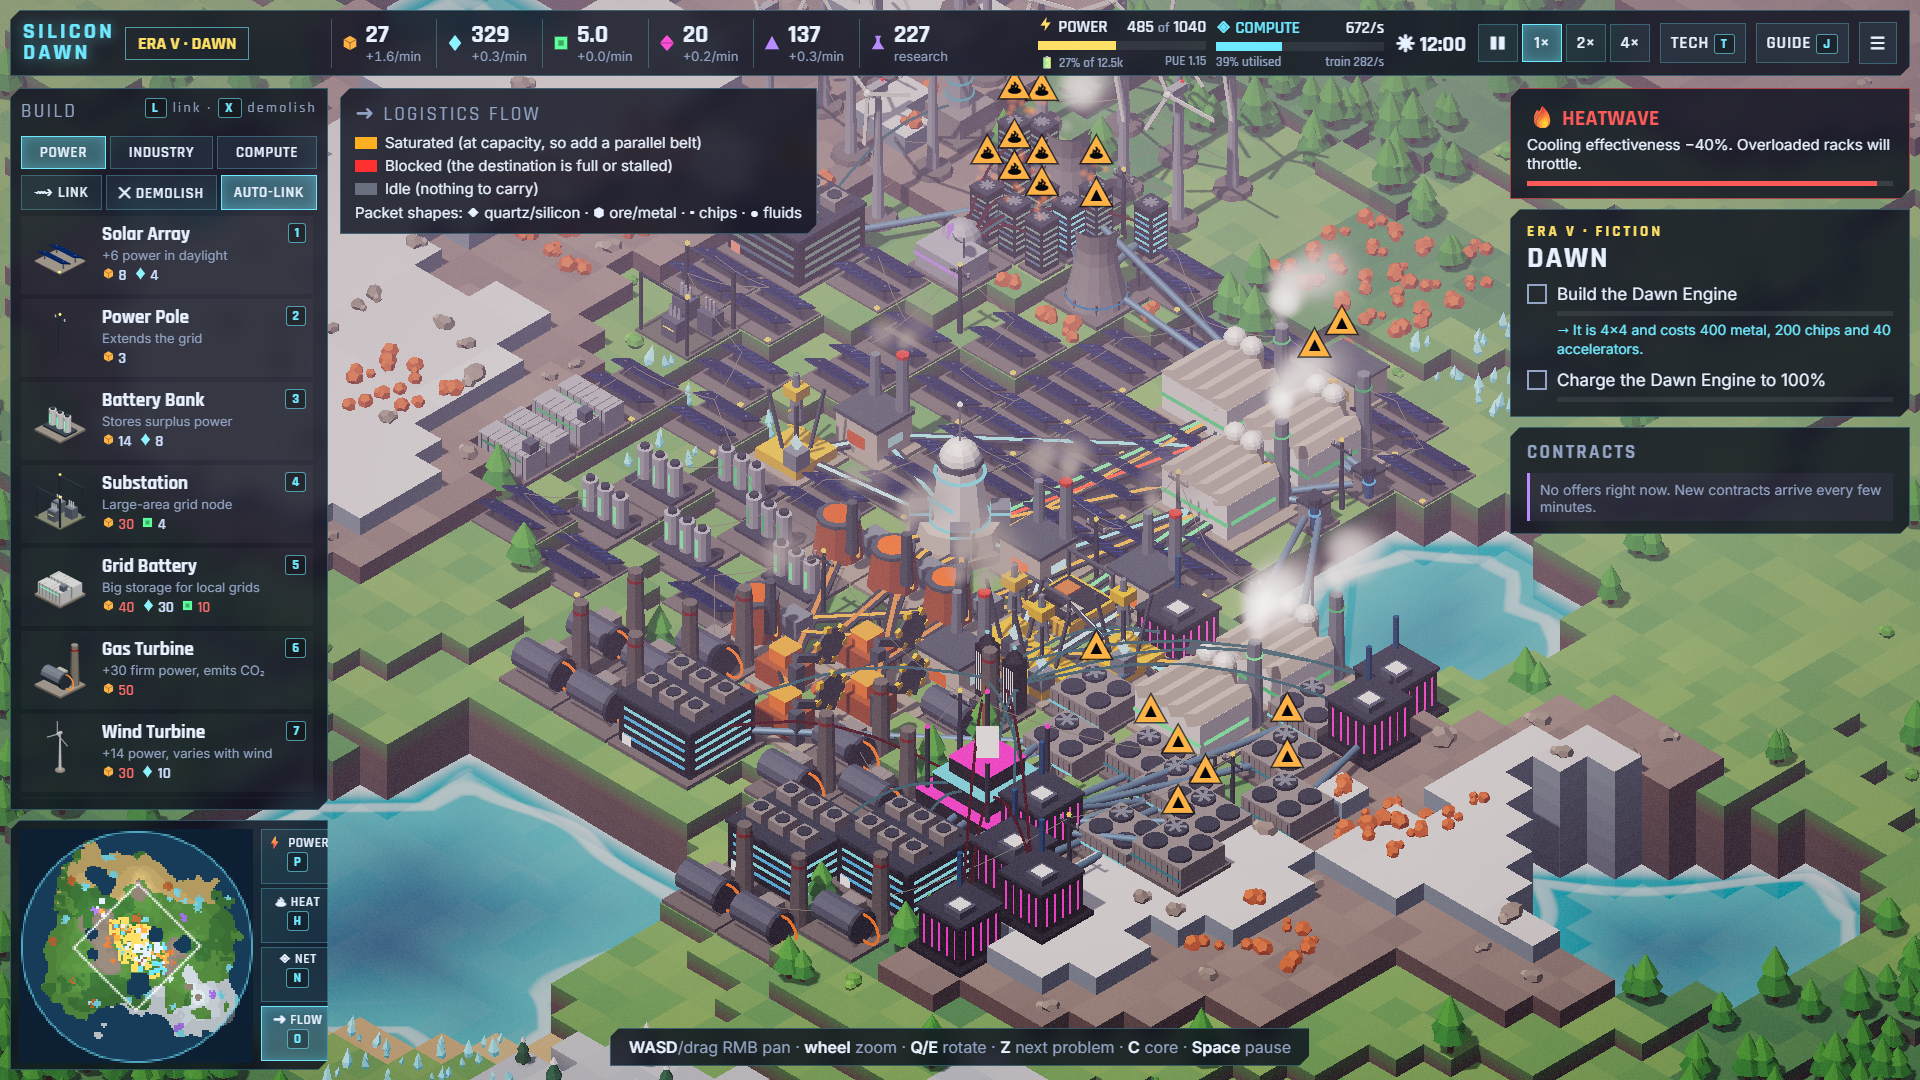 SILICON DAWN
ERA V · DAWN
27
+1.6/min
329
+0.3/min
5.0
+0.0/min
20
+0.2/min
137
+0.3/min
227
research
POWER 485 of 1040
27% of 12.5k PUE 1.15
COMPUTE 672/s
39% utilised train 282/s
12:00
1×
2×
4×
TECH T
GUIDE J
BUILD L link · X demolish
POWER INDUSTRY COMPUTE
LINK DEMOLISH AUTO-LINK
Solar Array 1
+6 power in daylight
8 4
Power Pole 2
Extends the grid
3
Battery Bank 3
Stores surplus power
14 8
Substation 4
Large-area grid node
30 4
Grid Battery 5
Big storage for local grids
40 30 10
Gas Turbine 6
+30 firm power, emits CO₂
50
Wind Turbine 7
+14 power, varies with wind
30 10
POWER
P
HEAT
H
NET
N
FLOW
O
LOGISTICS FLOW
Saturated (at capacity, so add a parallel belt)
Blocked (the destination is full or stalled)
Idle (nothing to carry)
Packet shapes: ◆ quartz/silicon · ⬢ ore/metal · ▪ chips · ● fluids
HEATWAVE
Cooling effectiveness −40%. Overloaded racks will
throttle.
ERA V · FICTION
DAWN
Build the Dawn Engine
→ It is 4×4 and costs 400 metal, 200 chips and 40
accelerators.
Charge the Dawn Engine to 100%
CONTRACTS
No offers right now. New contracts arrive every few
minutes.
WASD/drag RMB pan · wheel zoom · Q/E rotate · Z next problem · C core · Space pause